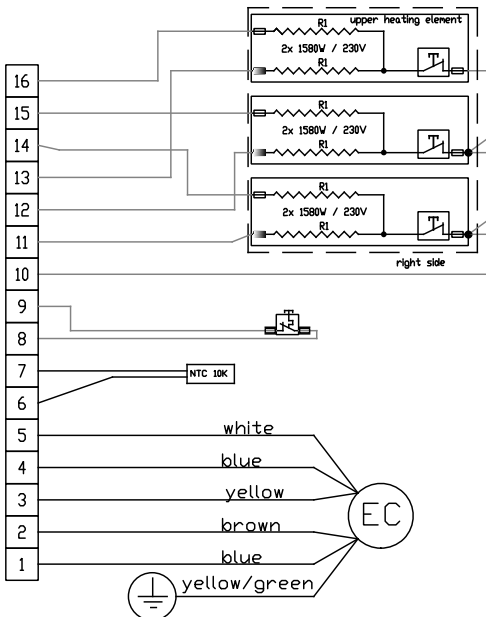 R1
upper heating element
2x 1580W / 230V
R1
16
R1
15
2x 1580W / 230V
14
R1
13
R1
12
2x 1580W / 230V
R1
11
right side
10
9
8
7
NTC 10K
6
5
white
4
blue
3
yellow
EC
2
brown
1
blue
yellow/green